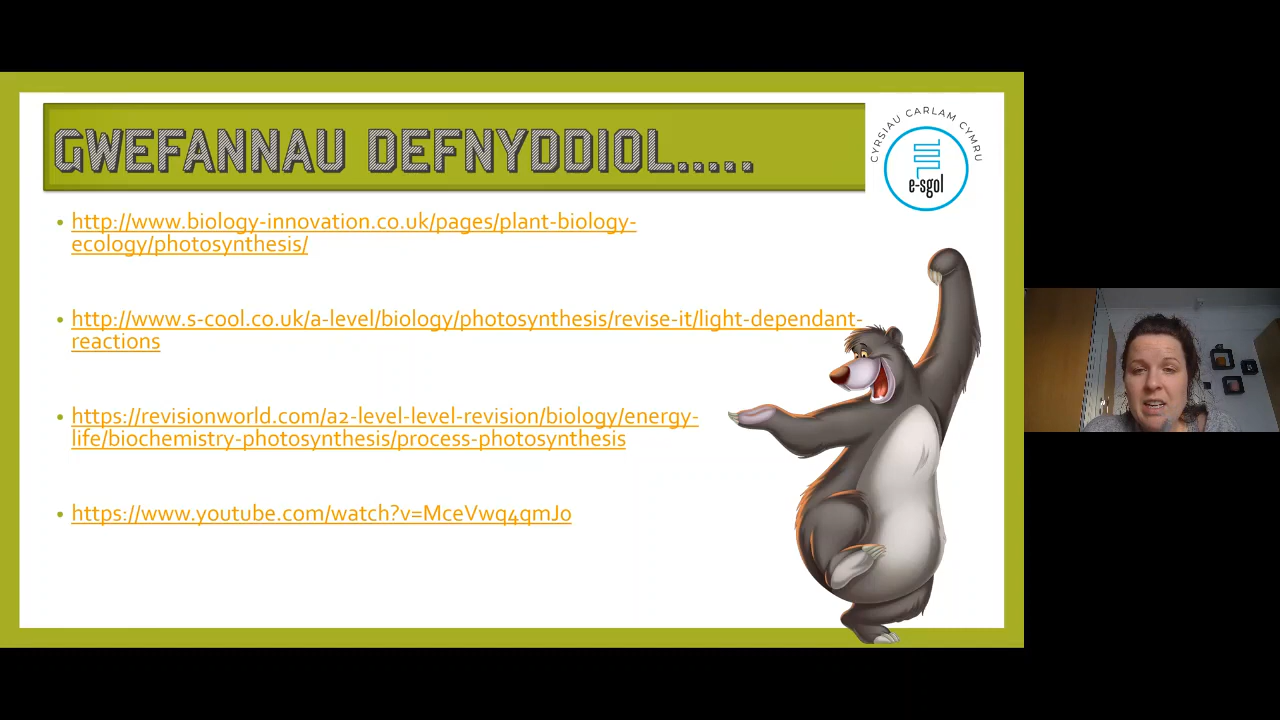 GWEFANNAU DEFNYDDIOL.....
CYRSIAU CARLAM CYMRU
e-sgol
• http://www.biology-innovation.co.uk/pages/plant-biology-
ecology/photosynthesis/
• http://www.s-cool.co.uk/a-level/biology/photosynthesis/revise-it/light-dependant-
reactions
• https://revisionworld.com/a2-level-level-revision/biology/energy-
life/biochemistry-photosynthesis/process-photosynthesis
• https://www.youtube.com/watch?v=MceVwq4qmJ0